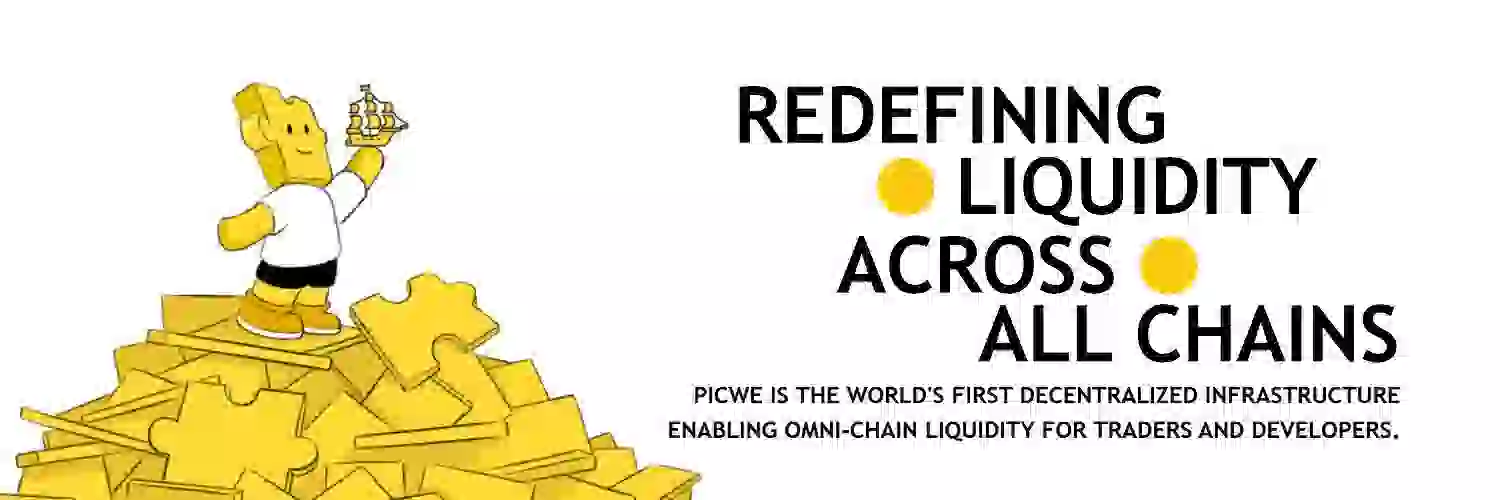 REDEFINING
LIQUIDITY
ACROSS
ALL CHAINS
PICWE IS THE WORLD'S FIRST DECENTRALIZED INFRASTRUCTURE
ENABLING OMNI-CHAIN LIQUIDITY FOR TRADERS AND DEVELOPERS.